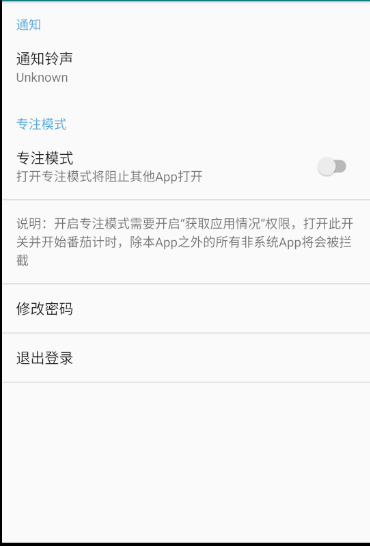 通知
通知铃声
Unknown
专注模式
专注模式
打开专注模式将阻止其他App打开
说明：开启专注模式需要开启“获取应用情况”权限，打开此开
关并开始番茄计时，除本App之外的所有非系统App将会被拦
截
修改密码
退出登录